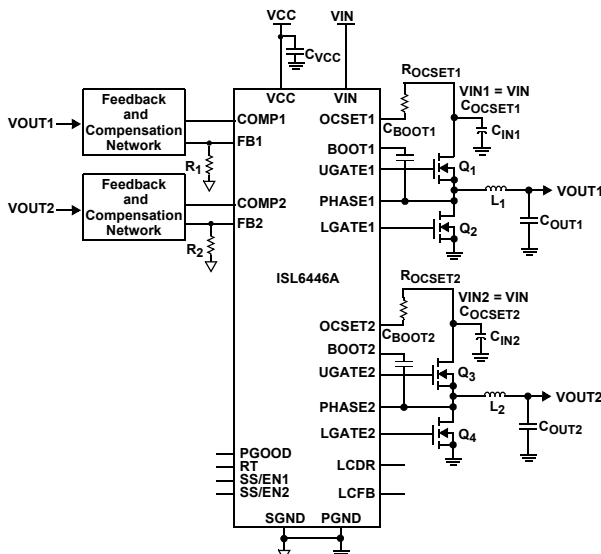 VCC
VIN
CVCC
ROCSET1
VIN1 = VIN
COCSET1
CIN1
Feedback
and
Compensation
Network
VOUT1
COMP1
FB1
R1
VCC
VIN
OCSET1
CBOOT1
BOOT1
UGATE1
Q1
PHASE1
L1
VOUT1
COUT1
LGATE1
Q2
Feedback
and
Compensation
Network
VOUT2
COMP2
FB2
R2
ISL6446A
ROCSET2
VIN2 = VIN
COCSET2
CIN2
OCSET2
CBOOT2
BOOT2
UGATE2
Q3
PHASE2
L2
VOUT2
COUT2
LGATE2
Q4
PGOOD
RT
SS/EN1
SS/EN2
LCDR
LCFB
SGND
PGND